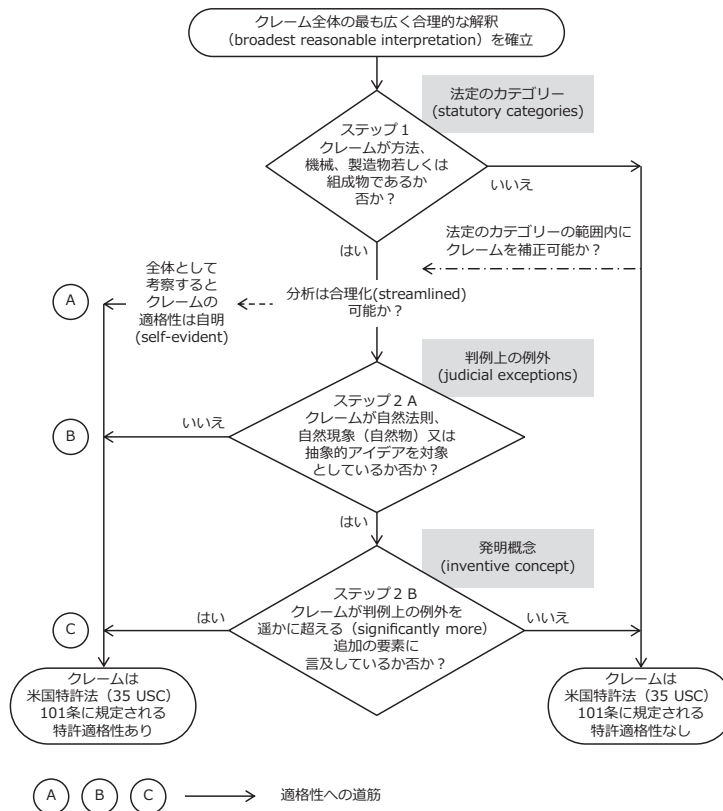 クレーム全体の最も広く合理的な解釈
（broadest reasonable interpretation）を確立
法定のカテゴリー
(statutory categories)
ステップ１
クレームが方法、
機械、製造物若しくは
組成物であるか
否か？
いいえ
はい
法定のカテゴリーの範囲内に
クレームを補正可能か？
A
全体として
考察すると
クレームの
適格性は自明
(self-evident)
分析は合理化(streamlined)
可能か？
判例上の例外
(judicial exceptions)
B
いいえ
ステップ２A
クレームが自然法則、
自然現象（自然物）又は
抽象的アイデアを対象
としているか否か？
はい
発明概念
(inventive concept)
C
はい
ステップ２B
クレームが判例上の例外を
遥かに超える（significantly more）
追加の要素に
言及しているか否か？
いいえ
クレームは
米国特許法（35 USC）
101条に規定される
特許適格性あり
クレームは
米国特許法（35 USC）
101条に規定される
特許適格性なし
A B C 適格性への道筋